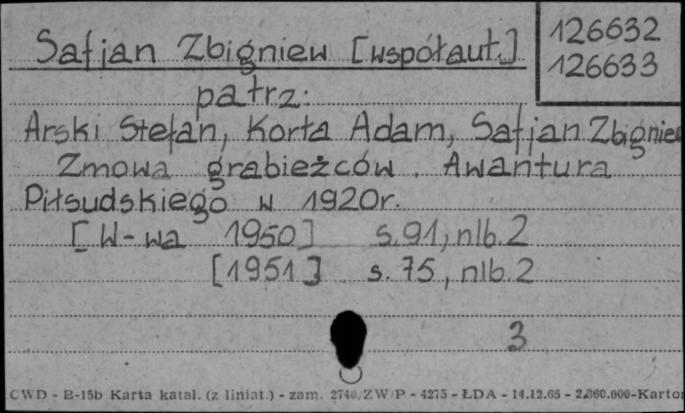 Safjan Zbigniew [współaut.]
126632
126633
patrz:
Arski Stefan, Korta Adam, Safjan Zbigniew
Zmowa grabieżców. Awantura
Piłsudskiego w 1920r.
[W-wa 1950] s. 91, nlb. 2
[1951] s. 75, nlb. 2
3
CWD - B-15b Karta katal. (z liniat.) - zam. 2740/ZW/P - 4275 - ŁDA - 14.12.65 - 2.360.000-Karto